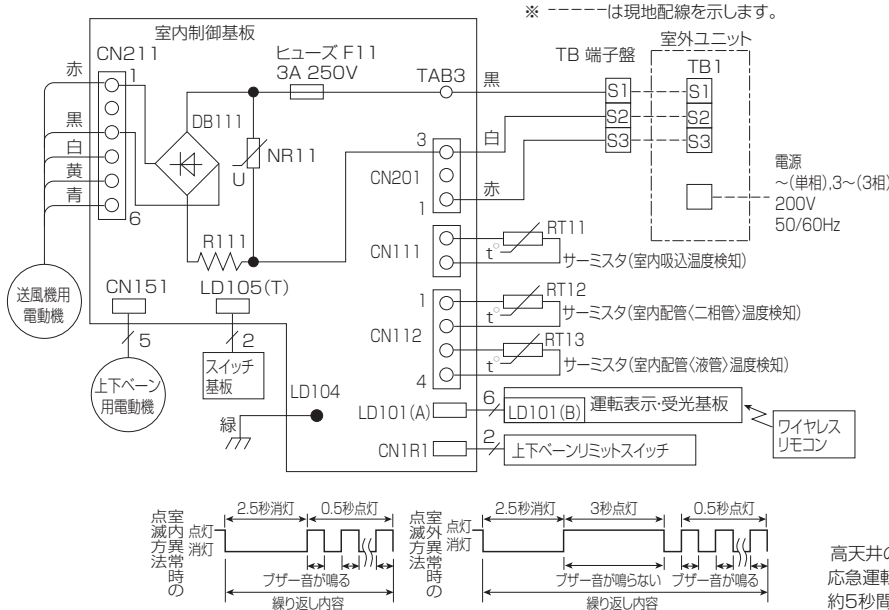 ※ -----は現地配線を示します。
室内制御基板
室外ユニット
CN211
ヒューズ F11
3A 250V
TAB3
TB 端子盤
TB1
赤
1
黒
S1
S1
DB111
S2
S2
黒
3
白
S3
S3
白
NR11
黄
U
CN201
電源
~(単相),3~(3相)
200V
50/60Hz
青
赤
6
1
R111
RT11
CN111
t°
サーミスタ(室内吸込温度検知)
送風機用
電動機
CN151
LD105(T)
1
RT12
t°
サーミスタ(室内配管〈二相管〉温度検知)
5
2
CN112
RT13
スイッチ
基板
t°
サーミスタ(室内配管〈液管〉温度検知)
4
上下ベーン
用電動機
LD104
6
LD101(A)
LD101(B)
運転表示・受光基板
緑
ワイヤレス
リモコン
2
CN1R1
上下ベーンリミットスイッチ
室内異常時の
点滅方法
2.5秒消灯
0.5秒点灯
点灯
消灯
ブザー音が鳴る
繰り返し内容
室外異常時の
点滅方法
2.5秒消灯
3秒点灯
0.5秒点灯
点灯
消灯
ブザー音が鳴らない
ブザー音が鳴る
繰り返し内容
高天井の
応急運転
約5秒間